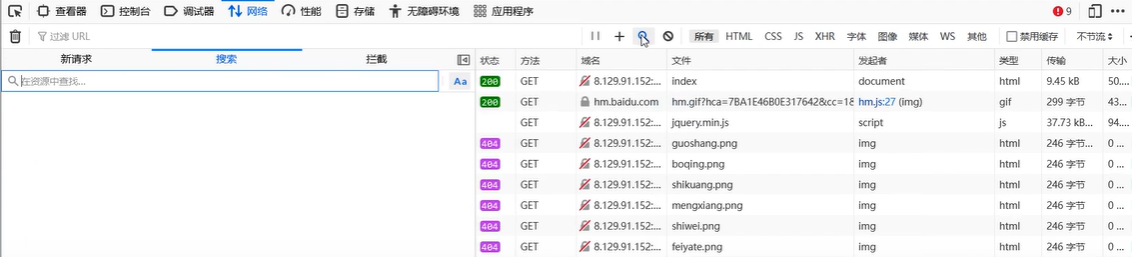 查看器 控制台 调试器 网络 性能 存储 无障碍环境 应用程序 9
过滤 URL 所有 HTML CSS JS XHR 字体 图像 媒体 WS 其他 禁用缓存 不节流
新请求 搜索 拦截 状态 方法 域名 文件 发起者 类型 传输 大小
在资源中查找... Aa 200 GET 8.129.91.152:... index document html 9.45 kB 50....
200 GET hm.baidu.com hm.gif?hca=7BA1E46B0E317642&cc=1& hm.js:27 (img) gif 299 字节 43...
GET 8.129.91.152:... jquery.min.js script js 37.73 kB... 94....
404 GET 8.129.91.152:... guoshang.png img html 246 字节... 0 ...
404 GET 8.129.91.152:... boqing.png img html 246 字节 0 ...
404 GET 8.129.91.152:... shikuang.png img html 246 字节 0 ...
404 GET 8.129.91.152:... mengxiang.png img html 246 字节 0 ...
404 GET 8.129.91.152:... shiwei.png img html 246 字节 0 ...
404 GET 8.129.91.152:... feiyate.png img html 246 字节 0 ...